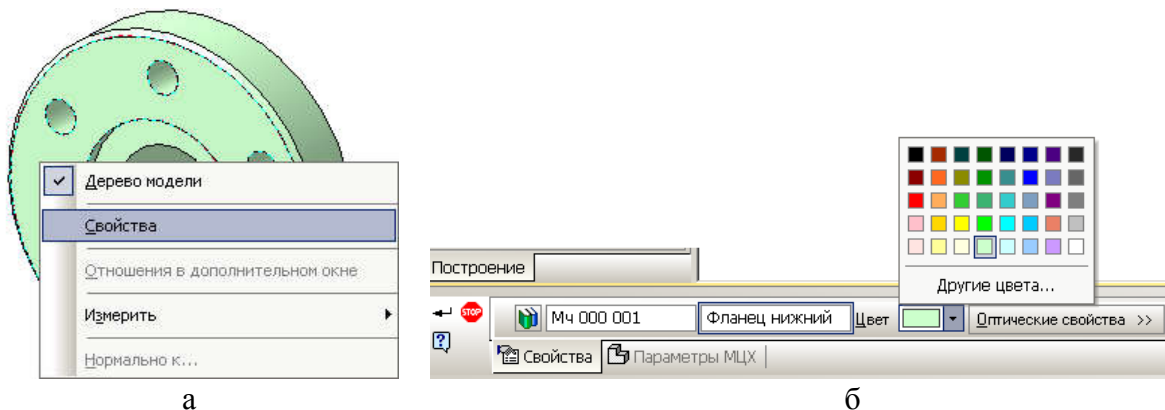 Дерево модели
Свойства
Отношения в дополнительном окне
Измерить
Нормально к...
а
Другие цвета...
Построение
STOP Мч 000 001 Фланец нижний Цвет Оптические свойства >>
? Свойства Параметры МЦХ
б